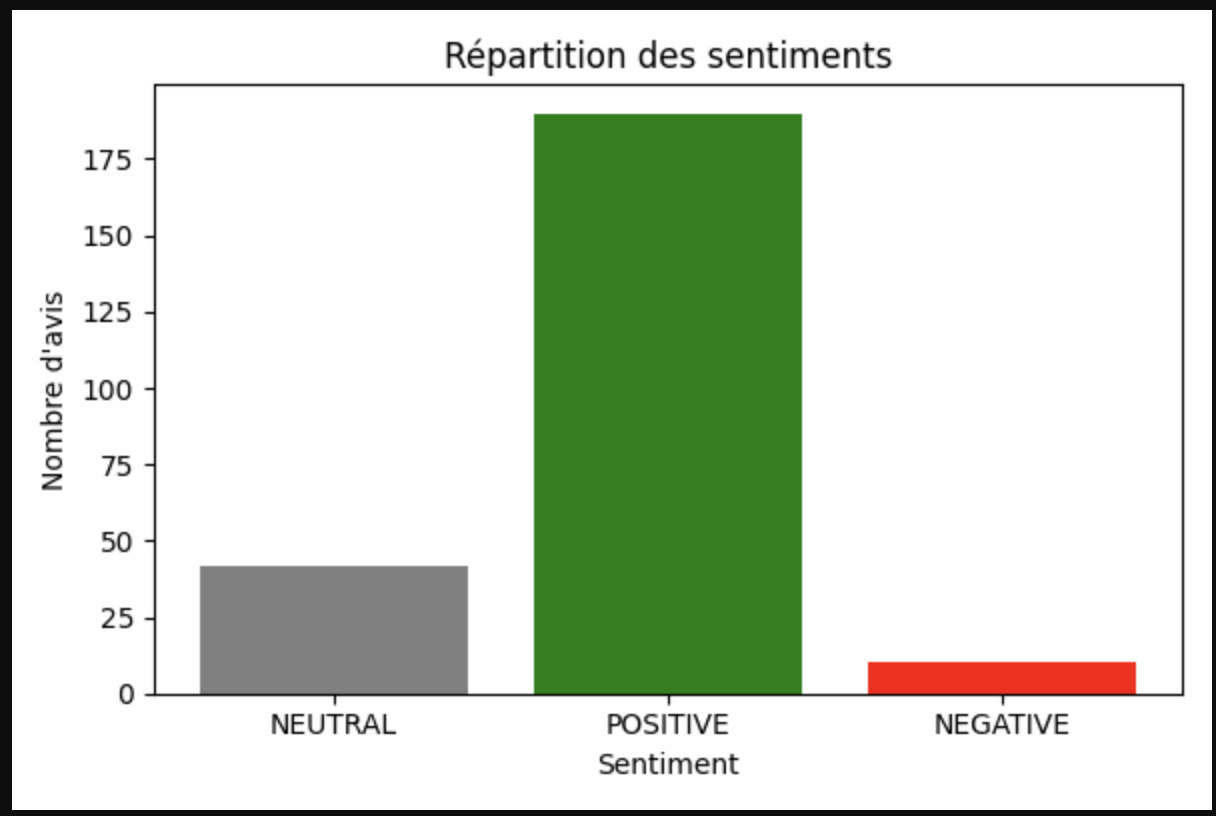 Répartition des sentiments
Nombre d'avis
175
150
125
100
75
50
25
0
NEUTRAL POSITIVE NEGATIVE
Sentiment